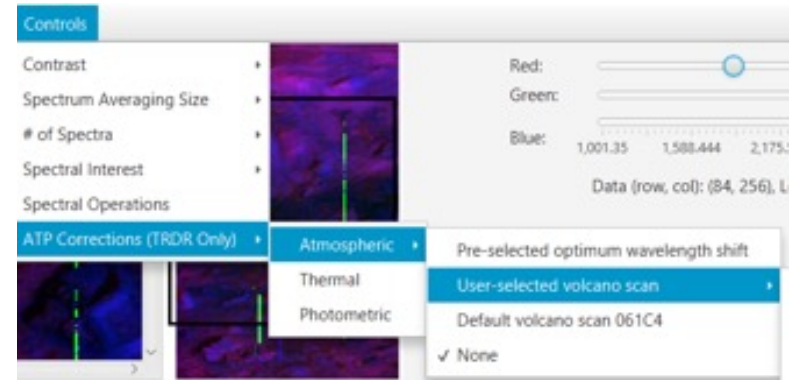 Controls
Contrast
Spectrum Averaging Size
# of Spectra
Spectral Interest
Spectral Operations
ATP Corrections (TRDR Only)
Atmospheric
Thermal
Photometric
Pre-selected optimum wavelength shift
User-selected volcano scan
Default volcano scan 061C4
✓ None
Red:
Green:
Blue:
1,001.35 1,588.444 2,175.
Data (row, col): (84, 256), L